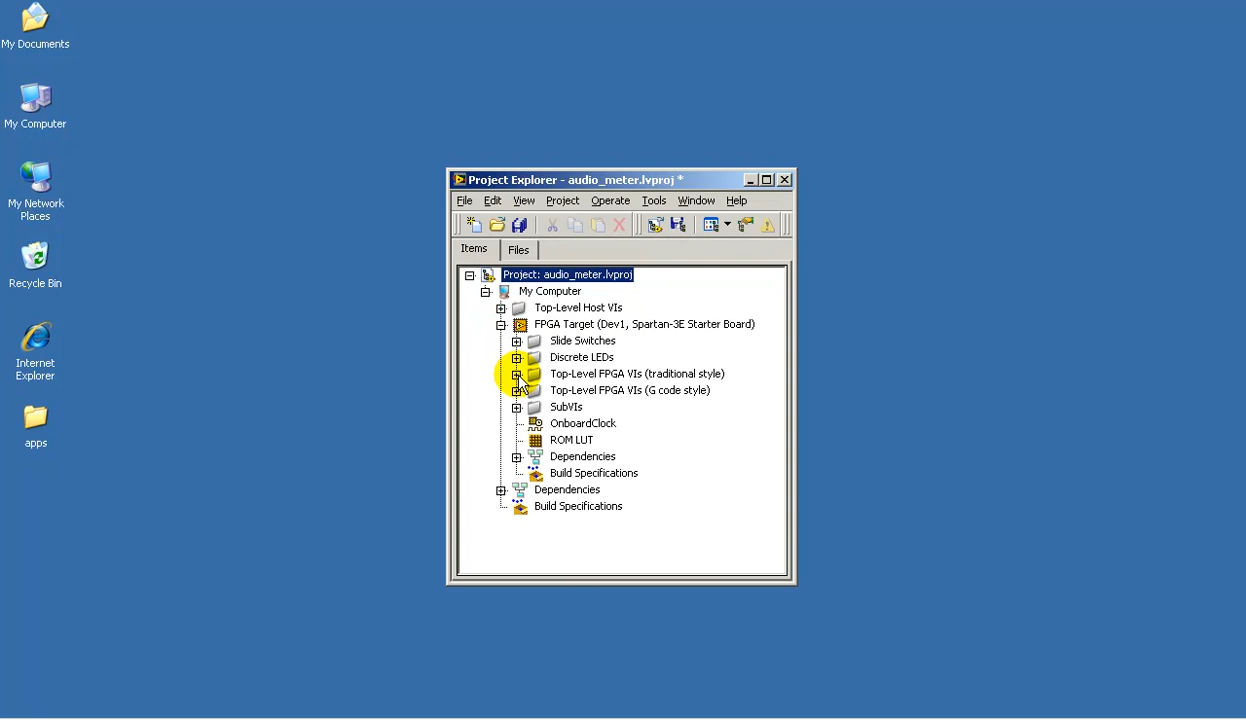 My Documents
My Computer
My Network
Places
Recycle Bin
Internet
Explorer
apps
Project Explorer - audio_meter.lvproj *
File Edit View Project Operate Tools Window Help
Items Files
Project: audio_meter.lvproj
My Computer
Top-Level Host VIs
FPGA Target (Dev1, Spartan-3E Starter Board)
Slide Switches
Discrete LEDs
Top-Level FPGA VIs (traditional style)
Top-Level FPGA VIs (G code style)
SubVIs
OnboardClock
ROM LUT
Dependencies
Build Specifications
Dependencies
Build Specifications